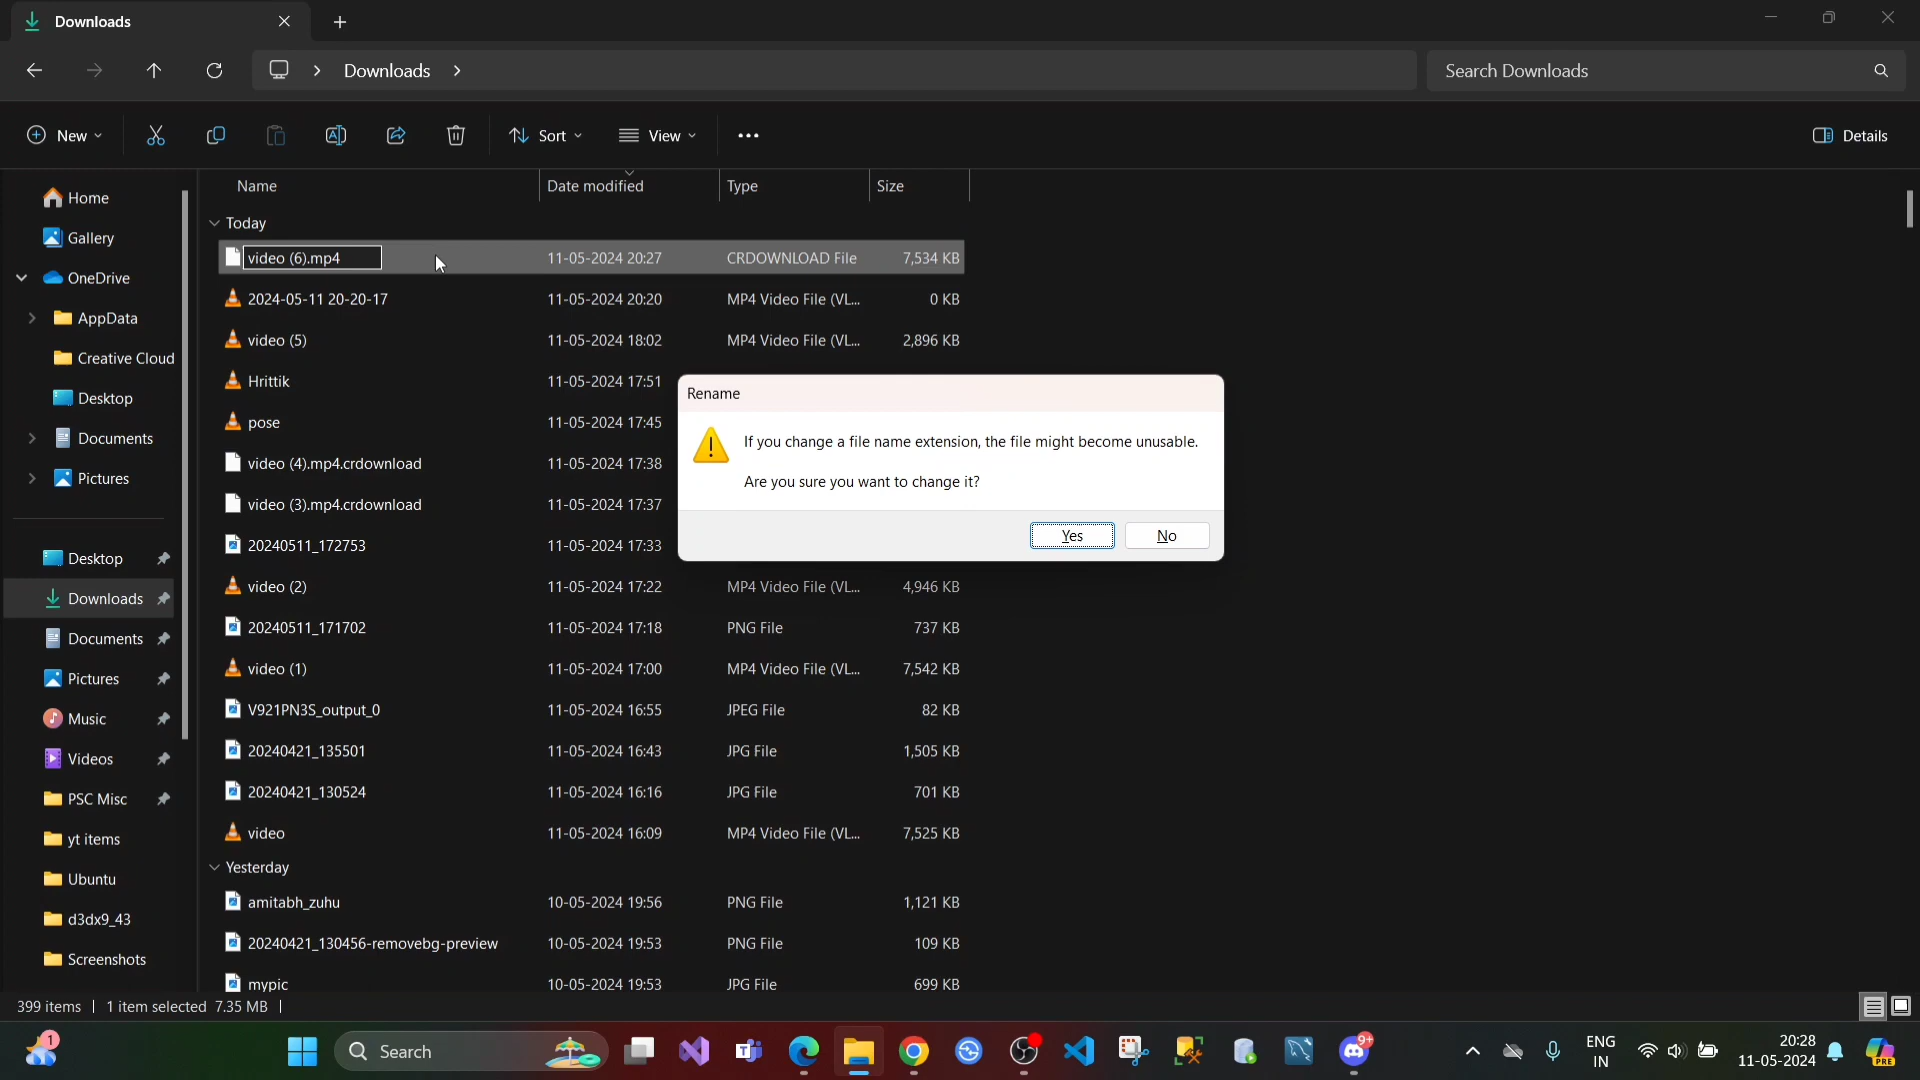 Downloads
Downloads
Search Downloads
New
Sort
View
Details
Name Date modified Type Size
Home
Gallery
OneDrive
AppData
Creative Cloud
Desktop
Documents
Pictures
Desktop
Downloads
Documents
Pictures
Music
Videos
PSC Misc
yt items
Ubuntu
d3dx9_43
Screenshots
Today
video (6).mp4 11-05-2024 20:27 CRDOWNLOAD File 7,534 KB
2024-05-11 20-20-17 11-05-2024 20:20 MP4 Video File (VL... 0 KB
video (5) 11-05-2024 18:02 MP4 Video File (VL... 2,896 KB
Hrittik 11-05-2024 17:51
pose 11-05-2024 17:45
video (4).mp4.crdownload 11-05-2024 17:38
video (3).mp4.crdownload 11-05-2024 17:37
20240511_172753 11-05-2024 17:33
video (2) 11-05-2024 17:22 MP4 Video File (VL... 4,946 KB
20240511_171702 11-05-2024 17:18 PNG File 737 KB
video (1) 11-05-2024 17:00 MP4 Video File (VL... 7,542 KB
V921PN3S_output_0 11-05-2024 16:55 JPEG File 82 KB
20240421_135501 11-05-2024 16:43 JPG File 1,505 KB
20240421_130524 11-05-2024 16:16 JPG File 701 KB
video 11-05-2024 16:09 MP4 Video File (VL... 7,525 KB
Yesterday
amitabh_zuhu 10-05-2024 19:56 PNG File 1,121 KB
20240421_130456-removebg-preview 10-05-2024 19:53 PNG File 109 KB
mypic 10-05-2024 19:53 JPG File 699 KB
Rename
If you change a file name extension, the file might become unusable.
Are you sure you want to change it?
Yes No
399 items 1 item selected 7.35 MB
1
Search
9+
ENG
IN
20:28
11-05-2024
PRE